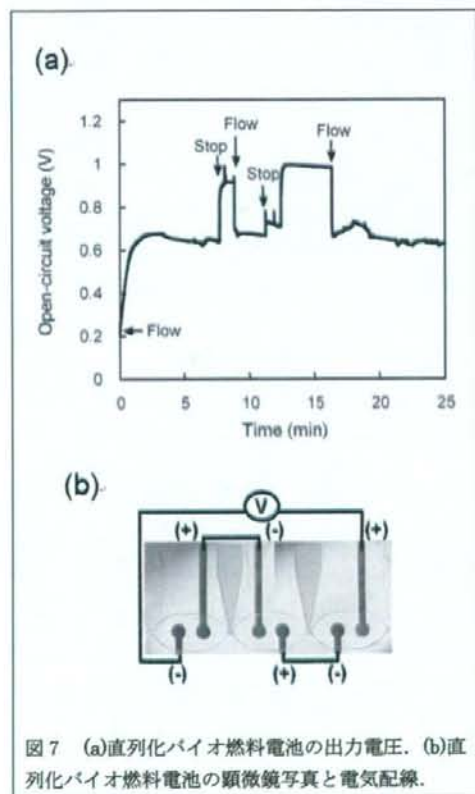 (a)
1.2
1
0.8
0.6
0.4
0.2
0
Open-circuit voltage (V)
Stop
Flow
Stop
Flow
Flow
0 5 10 15 20 25
Time (min)
(b)
V
(+) (-) (+)
(-) (+) (-)
図7 (a)直列化バイオ燃料電池の出力電圧. (b)直
列化バイオ燃料電池の顕微鏡写真と電気配線.